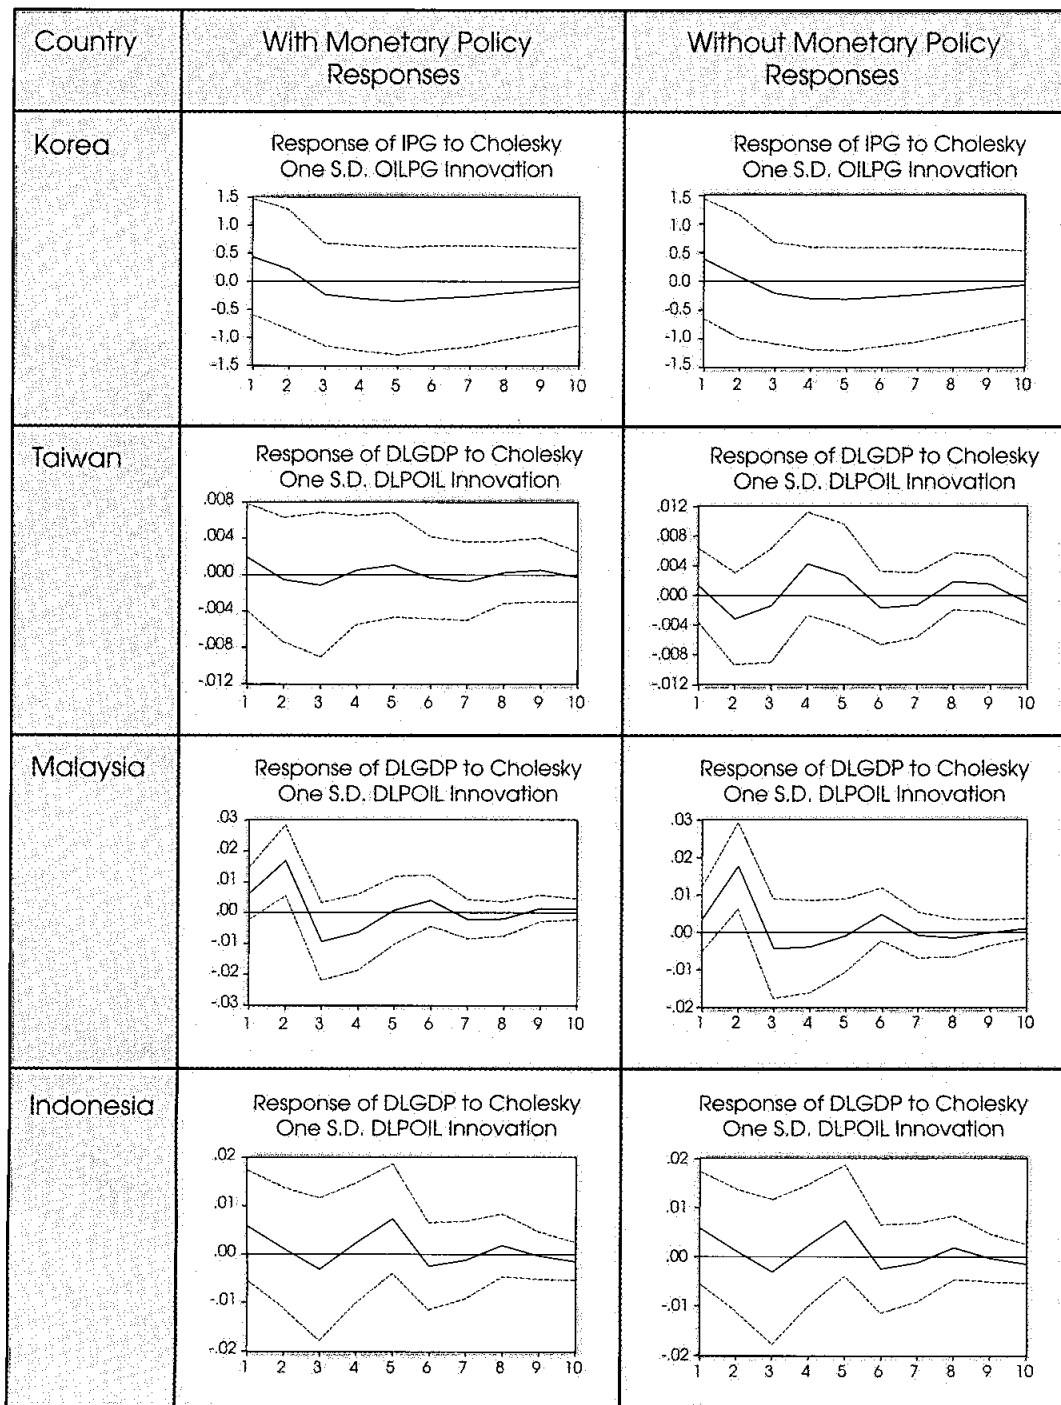 Country
With Monetary Policy
Responses
Without Monetary Policy
Responses
Korea
Response of IPG to Cholesky
One S.D. OILPG Innovation
1.5
1.0
0.5
0.0
-0.5
-1.0
-1.5
1 2 3 4 5 6 7 8 9 10
Response of IPG to Cholesky
One S.D. OILPG Innovation
1.5
1.0
0.5
0.0
-0.5
-1.0
-1.5
1 2 3 4 5 6 7 8 9 10
Taiwan
Response of DLGDP to Cholesky
One S.D. DLPOIL Innovation
.008
.004
.000
-.004
-.008
-.012
1 2 3 4 5 6 7 8 9 10
Response of DLGDP to Cholesky
One S.D. DLPOIL Innovation
.012
.008
.004
.000
-.004
-.008
-.012
1 2 3 4 5 6 7 8 9 10
Malaysia
Response of DLGDP to Cholesky
One S.D. DLPOIL Innovation
.03
.02
.01
.00
-.01
-.02
-.03
1 2 3 4 5 6 7 8 9 10
Response of DLGDP to Cholesky
One S.D. DLPOIL Innovation
.03
.02
.01
.00
-.01
-.02
1 2 3 4 5 6 7 8 9 10
Indonesia
Response of DLGDP to Cholesky
One S.D. DLPOIL Innovation
.02
.01
.00
-.01
-.02
1 2 3 4 5 6 7 8 9 10
Response of DLGDP to Cholesky
One S.D. DLPOIL Innovation
.02
.01
.00
-.01
-.02
1 2 3 4 5 6 7 8 9 10